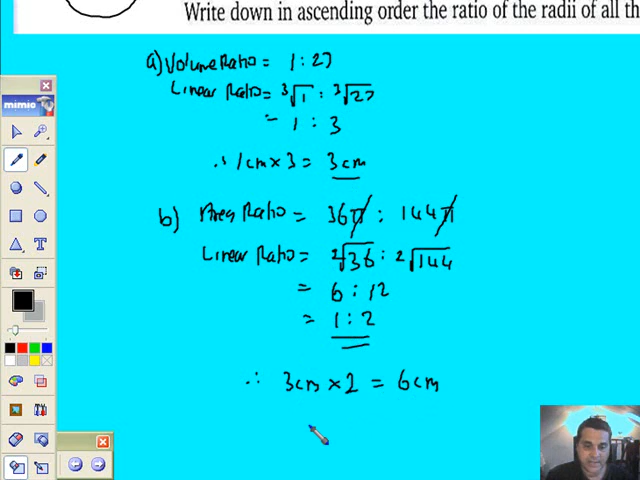 Write down in ascending order the ratio of the radii of all th
a) Volume Ratio = 1 : 27
Linear Ratio = ³√1 : ³√27
= 1 : 3
∴ 1cm × 3 = 3cm
mimio
b) Area Ratio = 36π : 144π
Linear Ratio = ²√36 : ²√144
= 6 : 12
= 1 : 2
∴ 3cm × 2 = 6cm
T